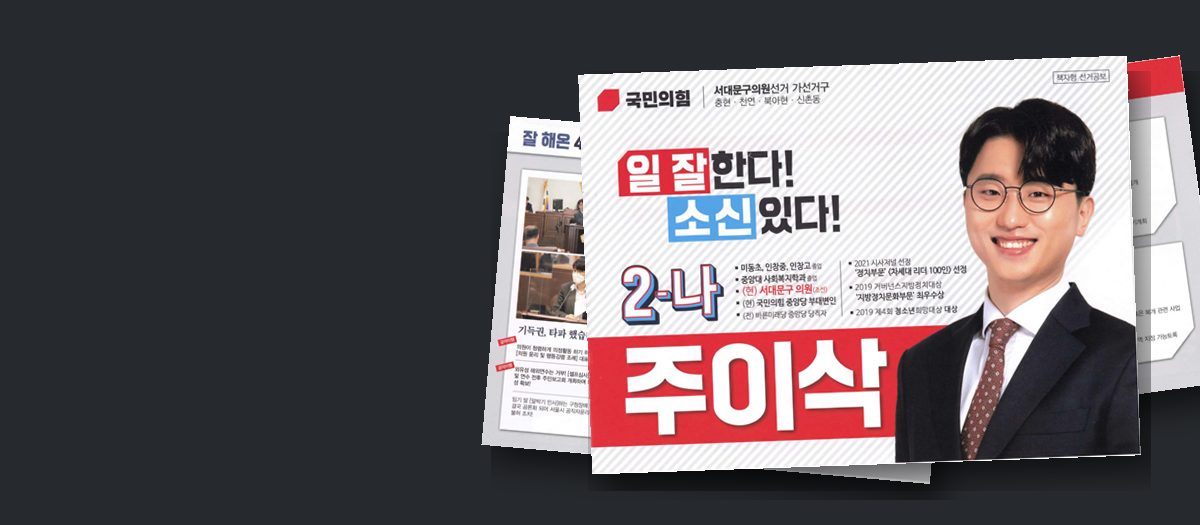 책자형 선거공보
국민의힘
서대문구의원선거 가선거구
충현 · 천연 · 북아현 · 신촌동
일 잘한다!
소신있다!
2-나
▪ 미동초, 인창중, 인창고 졸업
▪ 중앙대 사회복지학과 졸업
▪ (현) 서대문구 의원(초선)
▪ (현) 국민의힘 중앙당 부대변인
▪ (전) 바른미래당 중앙당 당직자
▪ 2021 시사저널 선정
'정치부문' <차세대 리더 100인> 선정
▪ 2019 거버넌스지방정치대상
'지방정치문화부문' 최우수상
▪ 2019 제4회 청소년희망대상 대상
주이삭
잘 해온 4
기득권, 타파 했습